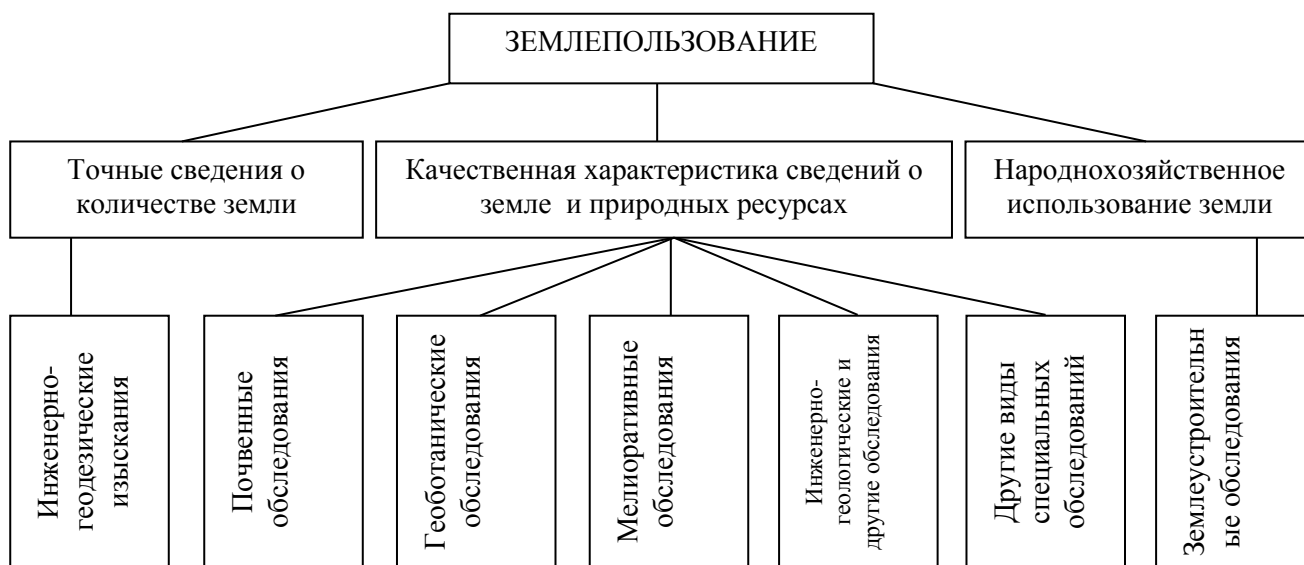 ЗЕМЛЕПОЛЬЗОВАНИЕ
Точные сведения о
количестве земли
Качественная характеристика сведений о
земле и природных ресурсах
Народнохозяйственное
использование земли
Инженерно-
геодезические
изыскания
Почвенные
обследования
Геоботанические
обследования
Мелиоративные
обследования
Инженерно-
геологические и
другие обследования
Другие виды
специальных
обследований
Землеустроительн
ые обследования